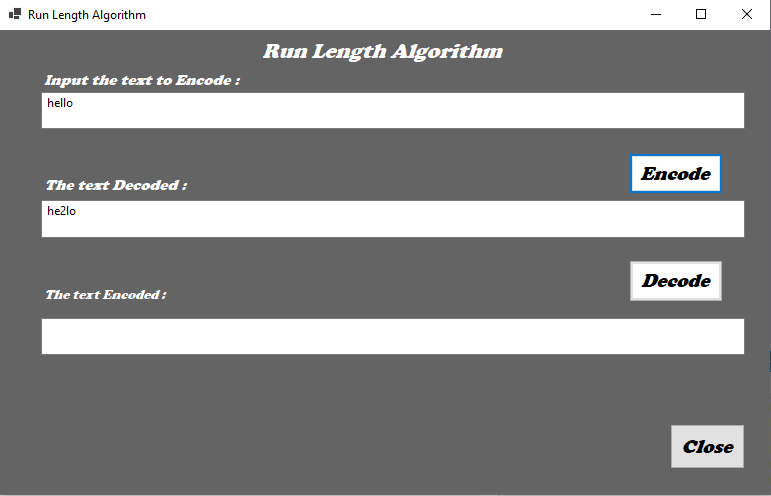 Run Length Algorithm
Run Length Algorithm
Input the text to Encode :
hello
Encode
The text Decoded :
he2lo
Decode
The text Encoded :
Close